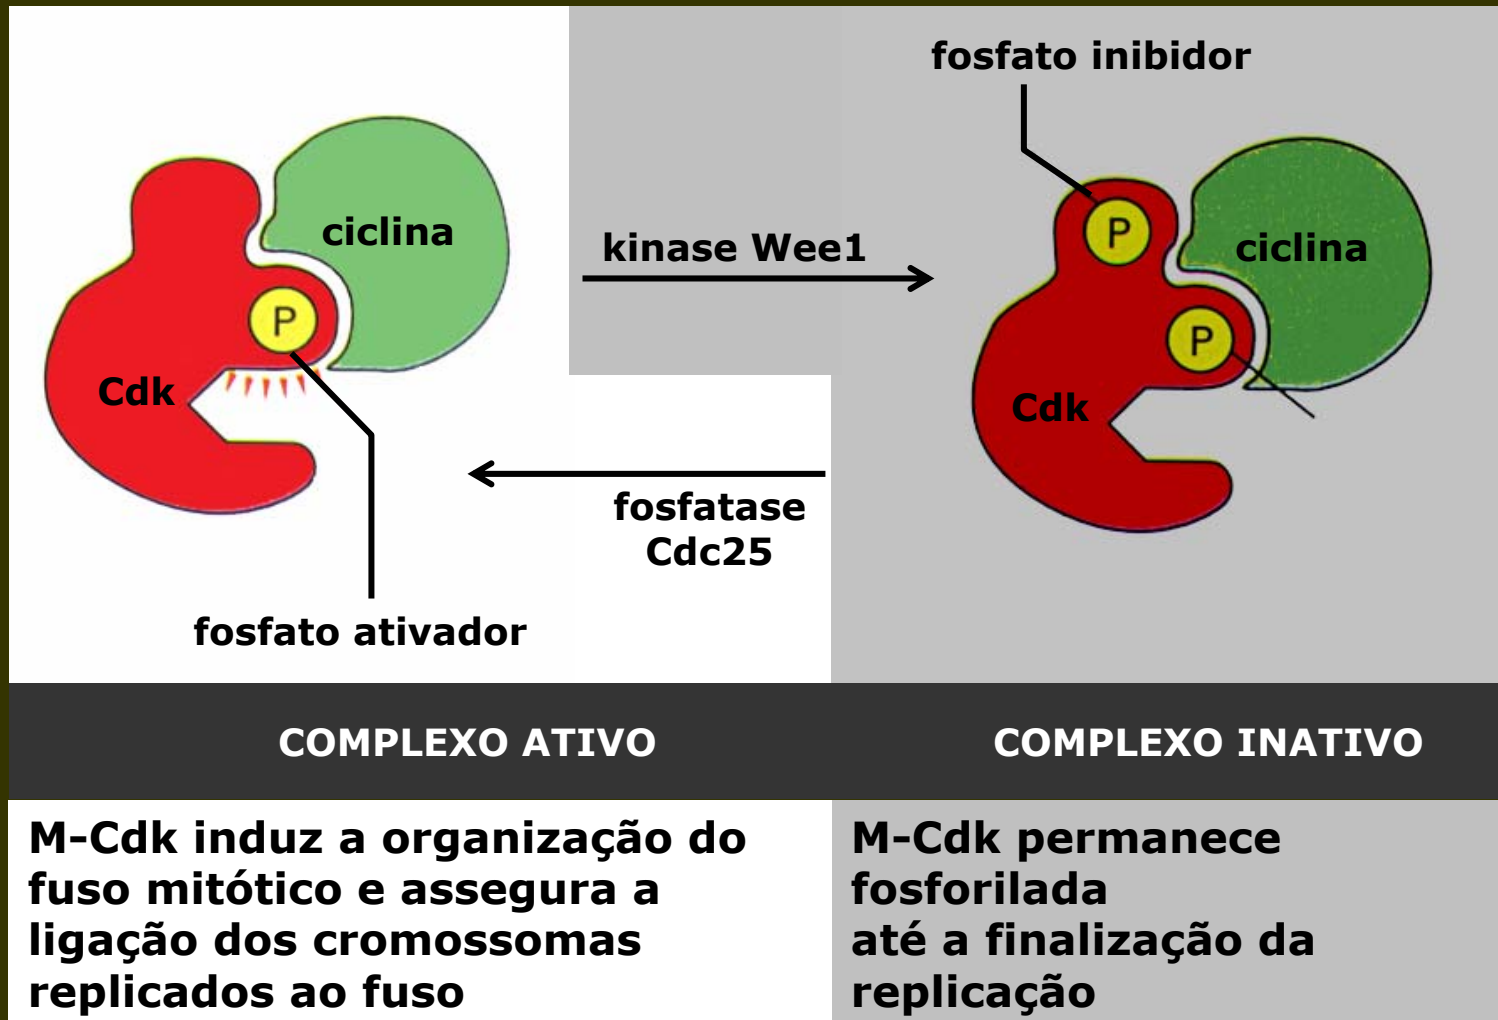 fosfato inibidor
ciclina
P
Cdk
kinase Wee1
P
ciclina
P
Cdk
fosfatase
Cdc25
fosfato ativador
COMPLEXO ATIVO
COMPLEXO INATIVO
M-Cdk induz a organização do
fuso mitótico e assegura a
ligação dos cromossomas
replicados ao fuso
M-Cdk permanece
fosforilada
até a finalização da
replicação